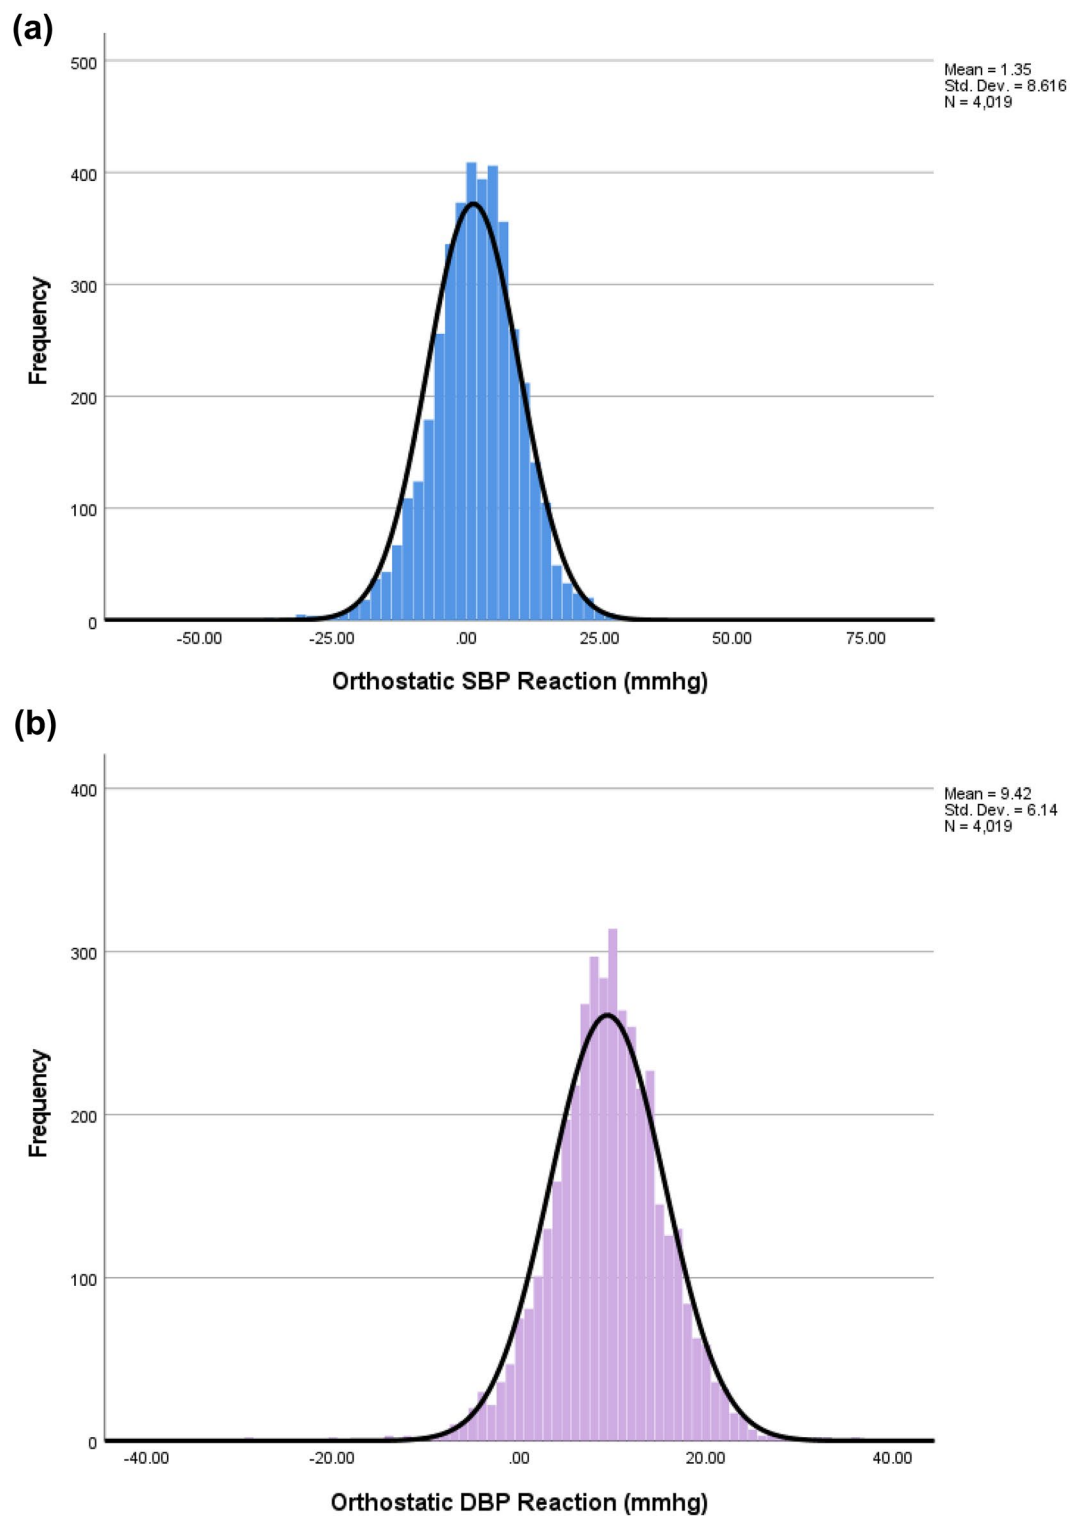 (a)
500
400
300
200
100
0
Frequency
Mean = 1.35
Std. Dev. = 8.616
N = 4,019
-50.00 -25.00 .00 25.00 50.00 75.00
Orthostatic SBP Reaction (mmhg)
(b)
400
300
200
100
0
Frequency
Mean = 9.42
Std. Dev. = 6.14
N = 4,019
-40.00 -20.00 .00 20.00 40.00
Orthostatic DBP Reaction (mmhg)